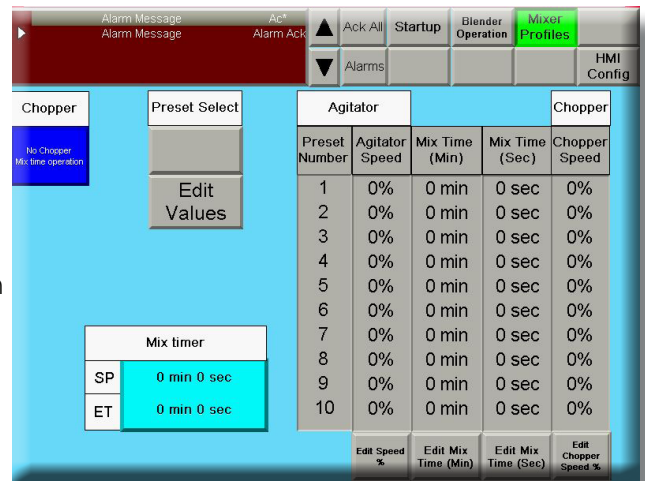 Alarm Message Ac*
Alarm Message Alarm Ack
Ack All
Startup
Blender
Operation
Mixer
Profiles
Alarms
HMI
Config
Chopper
No Chopper
Mix time operation
Preset Select
Edit
Values
Agitator
Chopper
Preset
Number
Agitator
Speed
Mix Time
(Min)
Mix Time
(Sec)
Chopper
Speed
1 0% 0 min 0 sec 0%
2 0% 0 min 0 sec 0%
3 0% 0 min 0 sec 0%
4 0% 0 min 0 sec 0%
5 0% 0 min 0 sec 0%
6 0% 0 min 0 sec 0%
7 0% 0 min 0 sec 0%
8 0% 0 min 0 sec 0%
9 0% 0 min 0 sec 0%
10 0% 0 min 0 sec 0%
Mix timer
SP 0 min 0 sec
ET 0 min 0 sec
Edit Speed
%
Edit Mix
Time (Min)
Edit Mix
Time (Sec)
Edit
Chopper
Speed %